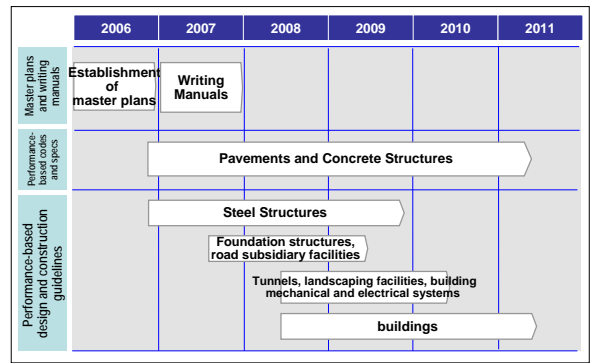 2006 2007 2008 2009 2010 2011
Master plans
and writing
manuals
Establishment
of
master plans
Writing
Manuals
Performance-
based codes
and specs
Pavements and Concrete Structures
Performance-based
design and construction
guidelines
Steel Structures
Foundation structures,
road subsidiary facilities
Tunnels, landscaping facilities, building
mechanical and electrical systems
buildings